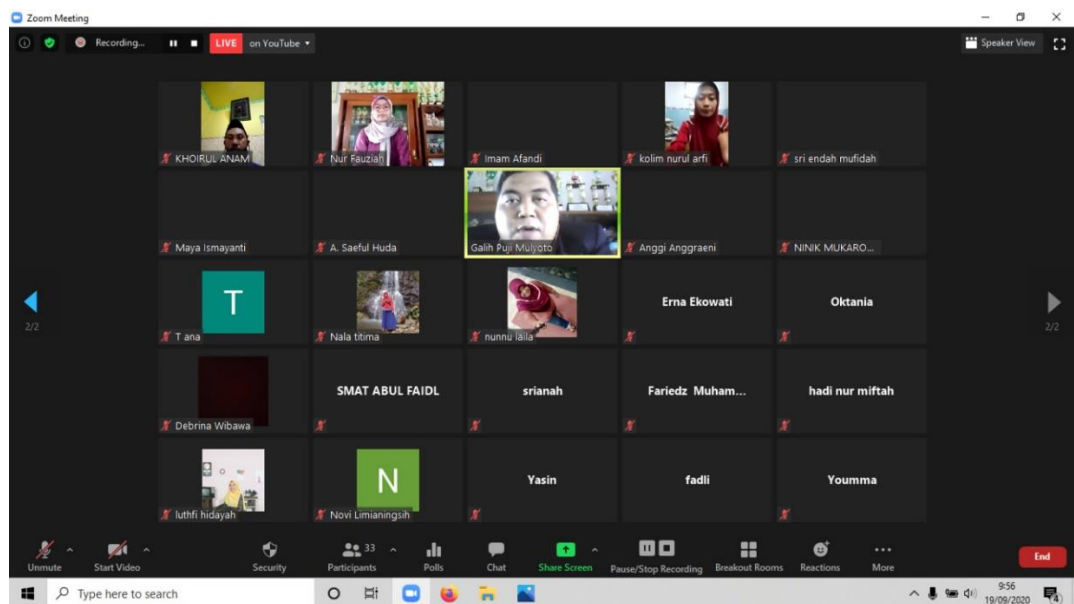 Zoom Meeting
Recording...
LIVE on YouTube
Speaker View
KHOIRUL ANAM
Nur Fauziah
Imam Afandi
kolim nurul arfi
sri endah mufidah
Maya Ismayanti
A. Saeful Huda
Galih Puji Mulyoto
Anggi Anggraeni
NINIK MUKARO...
T
T ana
Nala titima
nunnu laila
Erna Ekowati
Oktania
2/2
2/2
Debrina Wibawa
SMAT ABUL FAIDL
srianah
Fariedz Muham...
hadi nur miftah
luthfi hidayah
N
Novi Limianingsih
Yasin
fadli
Youmma
Unmute
Start Video
Security
33
Participants
Polls
Chat
Share Screen
Pause/Stop Recording
Breakout Rooms
Reactions
More
End
Type here to search
9:56
19/09/2020
4